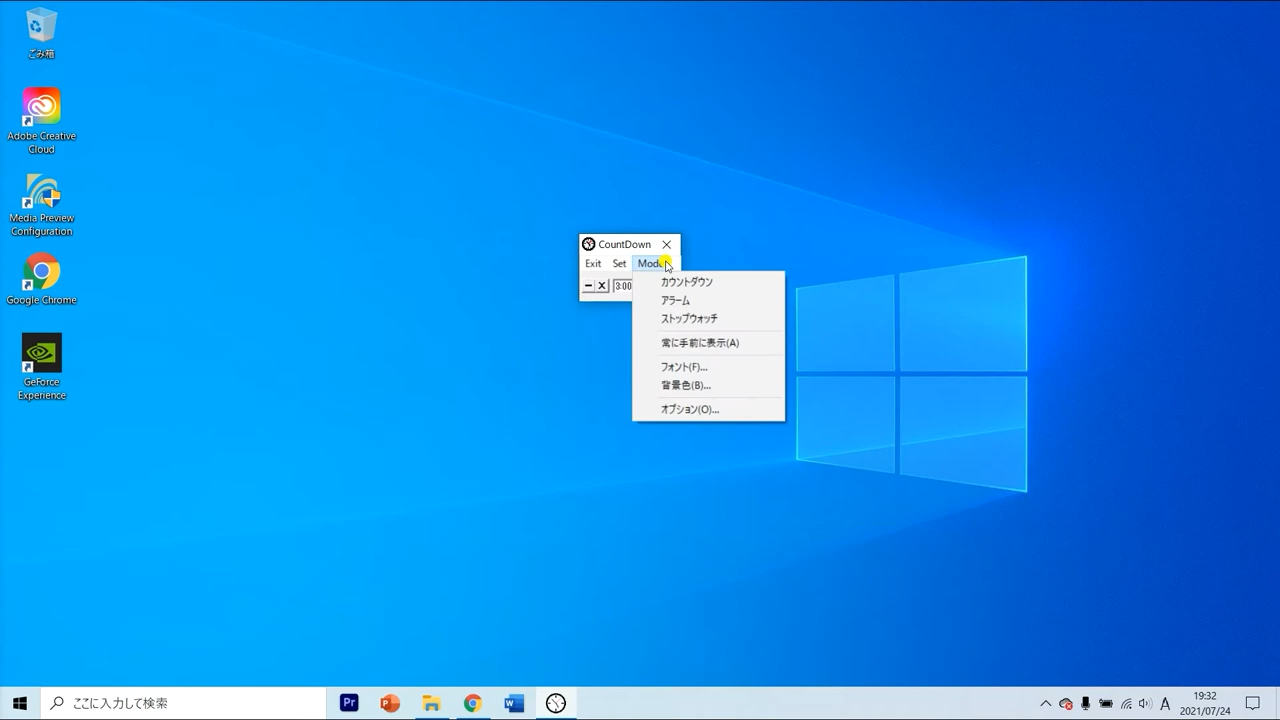 ごみ箱
Adobe Creative
Cloud
Media Preview
Configuration
Google Chrome
GeForce
Experience
CountDown
Exit Set Mode
3:00
カウントダウン
アラーム
ストップウォッチ
常に手前に表示(A)
フォント(F)...
背景色(B)...
オプション(O)...
ここに入力して検索
Pr
P
W
A
19:32
2021/07/24